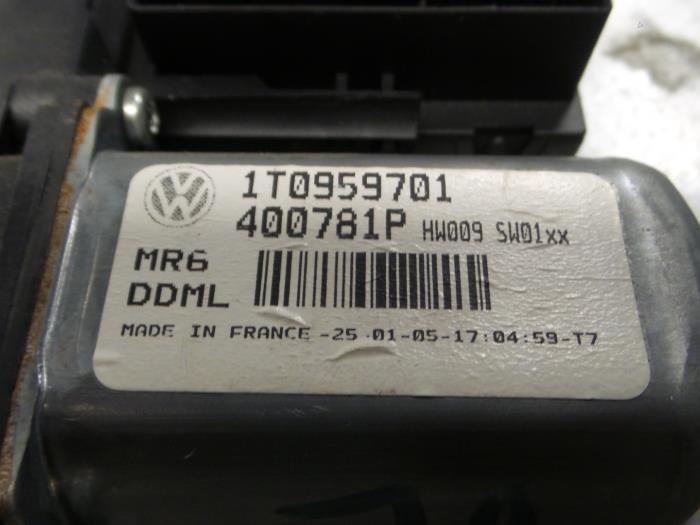 1T0959701
400781P HW009 SW01xx
MR6
DDML
MADE IN FRANCE -25-01-05-17:04:59-T7